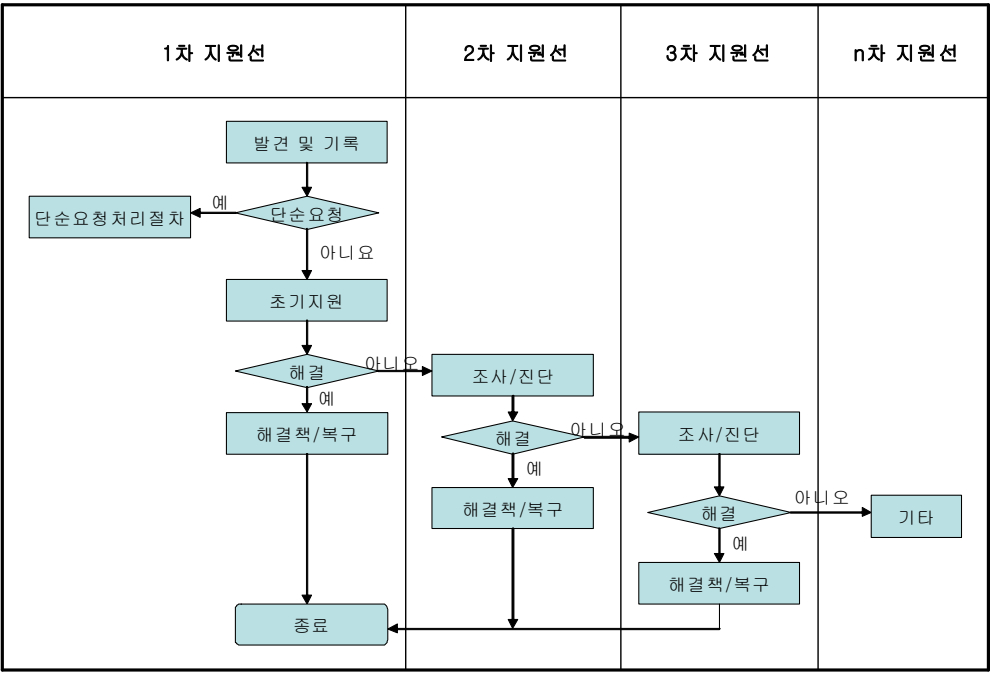 1차 지원선
2차 지원선
3차 지원선
n차 지원선
발견 및 기록
단순요청
예
단순요청처리절차
아니요
초기지원
해결
아니오
예
해결책/복구
조사/진단
해결
아니오
예
해결책/복구
조사/진단
해결
아니오
예
해결책/복구
기타
종료